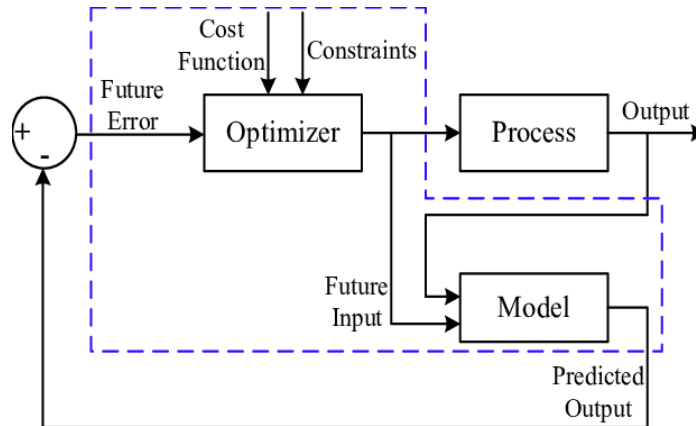 Cost
Function
Constraints
Future
Error
+
-
Optimizer
Process
Output
Future
Input
Model
Predicted
Output